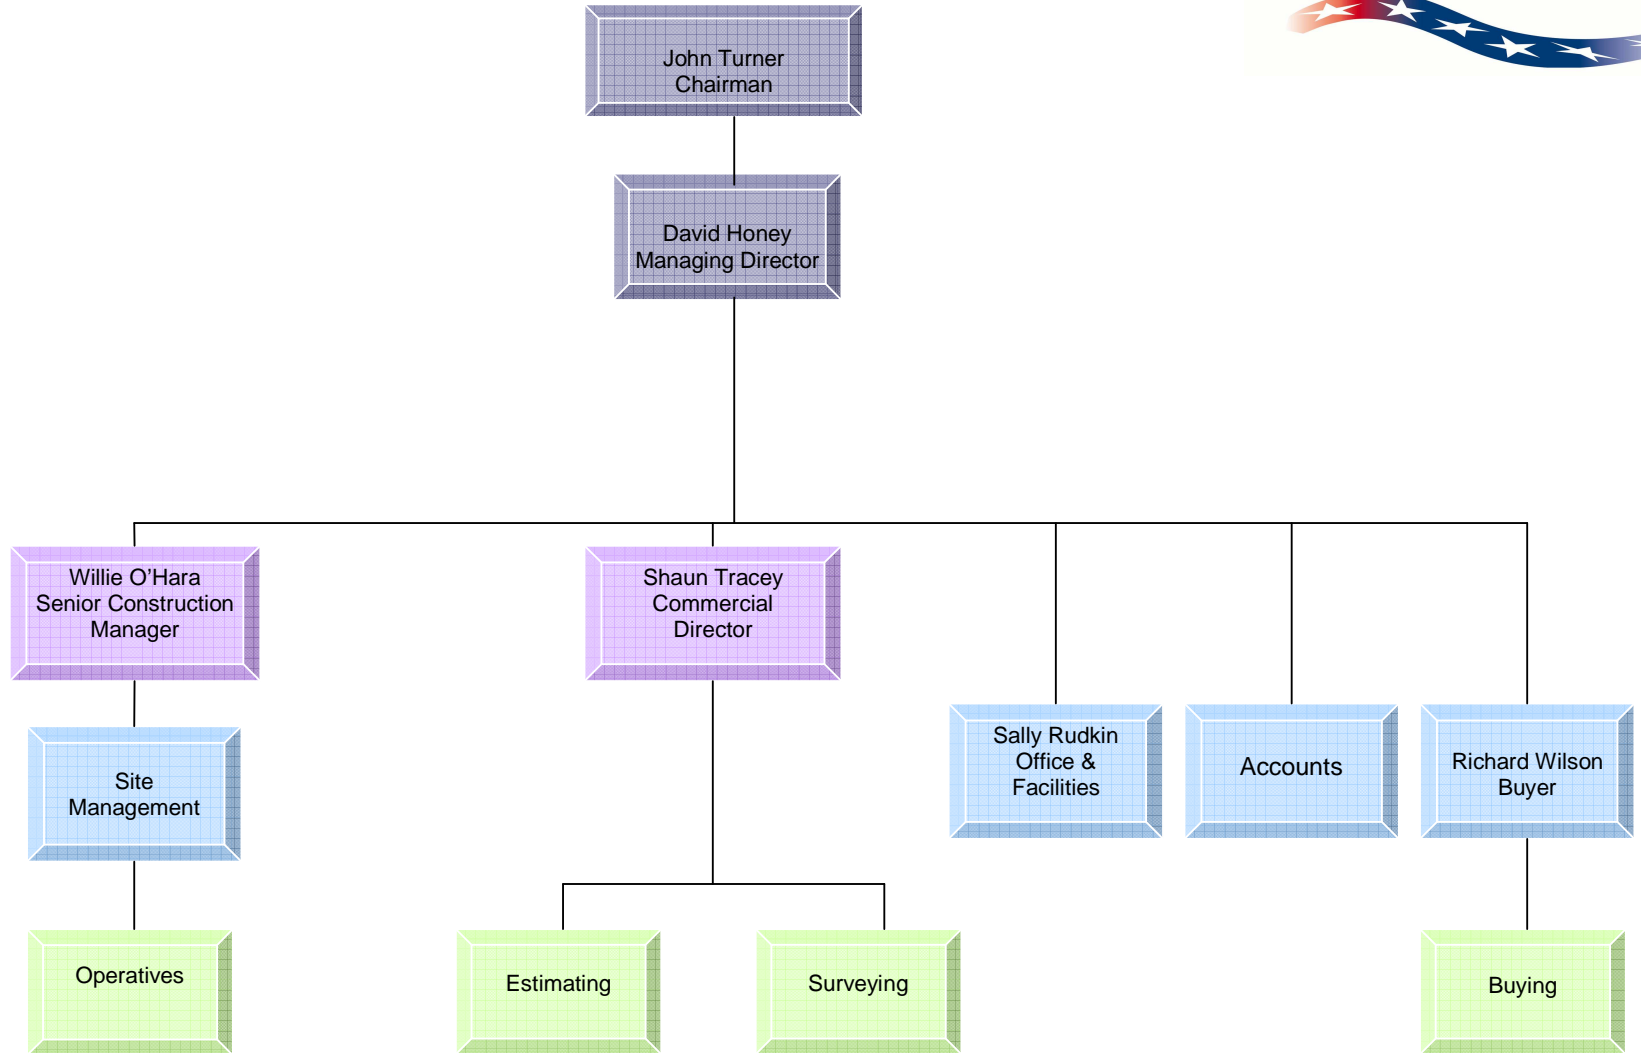 John Turner
Chairman
David Honey
Managing Director
Willie O’Hara
Senior Construction
Manager
Shaun Tracey
Commercial
Director
Sally Rudkin
Office &
Facilities
Accounts
Richard Wilson
Buyer
Site
Management
Operatives
Estimating
Surveying
Buying